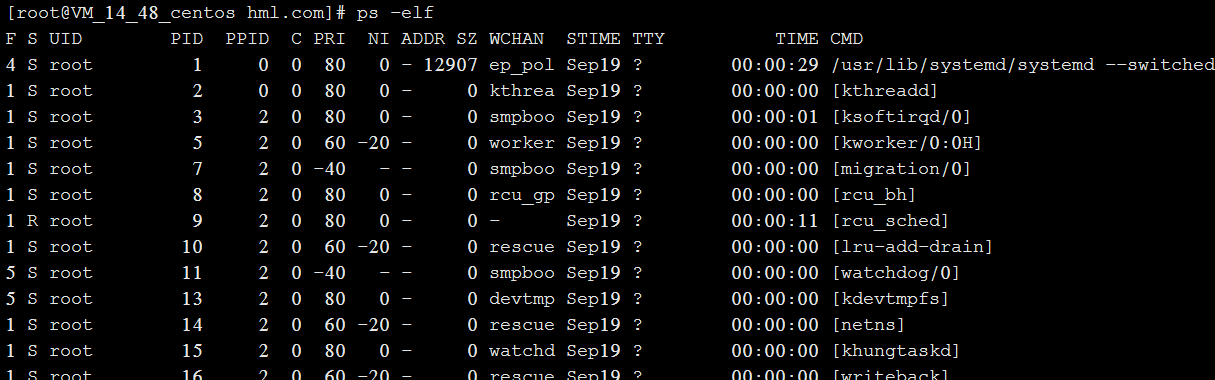 [root@VM_14_48_centos hml.com]# ps -elf
F S UID        PID  PPID  C PRI  NI ADDR SZ WCHAN  STIME TTY          TIME CMD
4 S root         1     0  0  80   0 - 12907 ep_pol Sep19 ?        00:00:29 /usr/lib/systemd/systemd --switched
1 S root         2     0  0  80   0 -     0 kthrea Sep19 ?        00:00:00 [kthreadd]
1 S root         3     2  0  80   0 -     0 smpboo Sep19 ?        00:00:01 [ksoftirqd/0]
1 S root         5     2  0  60 -20 -     0 worker Sep19 ?        00:00:00 [kworker/0:0H]
1 S root         7     2  0 -40   - -     0 smpboo Sep19 ?        00:00:00 [migration/0]
1 S root         8     2  0  80   0 -     0 rcu_gp Sep19 ?        00:00:00 [rcu_bh]
1 R root         9     2  0  80   0 -     0 -      Sep19 ?        00:00:11 [rcu_sched]
1 S root        10     2  0  60 -20 -     0 rescue Sep19 ?        00:00:00 [lru-add-drain]
5 S root        11     2  0 -40   - -     0 smpboo Sep19 ?        00:00:00 [watchdog/0]
5 S root        13     2  0  80   0 -     0 devtmp Sep19 ?        00:00:00 [kdevtmpfs]
1 S root        14     2  0  60 -20 -     0 rescue Sep19 ?        00:00:00 [netns]
1 S root        15     2  0  80   0 -     0 watchd Sep19 ?        00:00:00 [khungtaskd]
1 S root        16     2  0  60 -20 -     0 rescue Sep19 ?        00:00:00 [writeback]